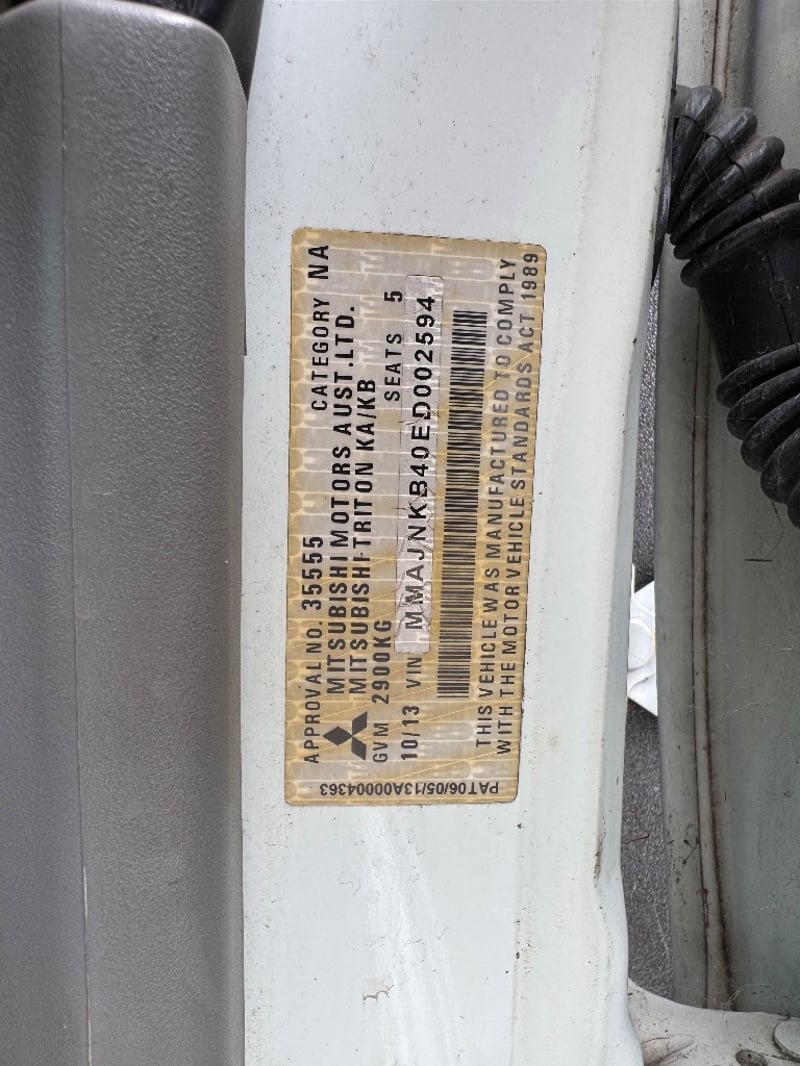 APPROVAL NO. 35555 CATEGORY NA
MITSUBISHI MOTORS AUST.LTD.
MITSUBISHI TRITON KA/KB
GVM 2900KG SEATS 5
10/13 VIN MMAJNKB40ED002594
THIS VEHICLE WAS MANUFACTURED TO COMPLY
WITH THE MOTOR VEHICLE STANDARDS ACT 1989
PAT06/05/13A00004363